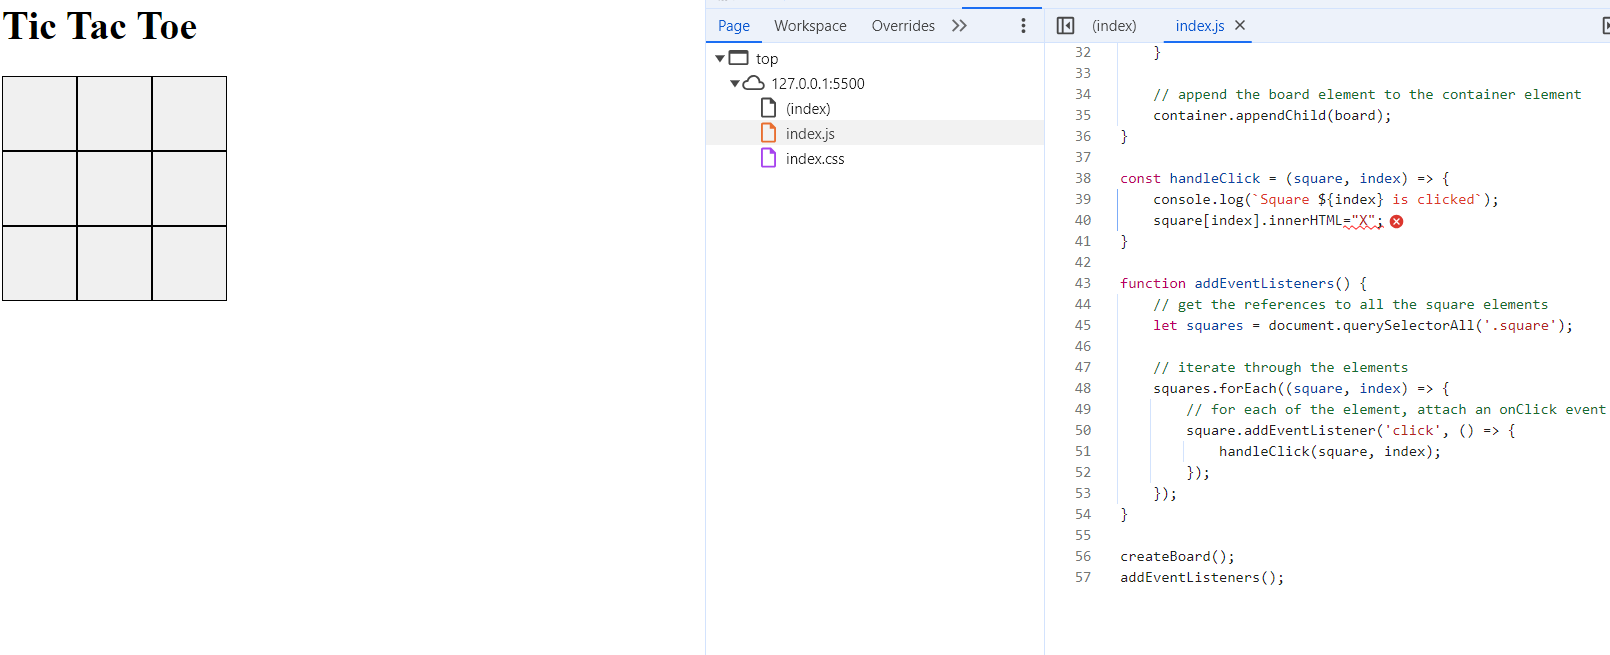 Tic Tac Toe
Page Workspace Overrides
top
127.0.0.1:5500
(index)
index.js
index.css
(index) index.js
32 }
33
34 // append the board element to the container element
35 container.appendChild(board);
36 }
37
38 const handleClick = (square, index) => {
39 console.log(`Square ${index} is clicked`);
40 square[index].innerHTML="X";
41 }
42
43 function addEventListeners() {
44 // get the references to all the square elements
45 let squares = document.querySelectorAll('.square');
46
47 // iterate through the elements
48 squares.forEach((square, index) => {
49 // for each of the element, attach an onClick event
50 square.addEventListener('click', () => {
51 handleClick(square, index);
52 });
53 });
54 }
55
56 createBoard();
57 addEventListeners();